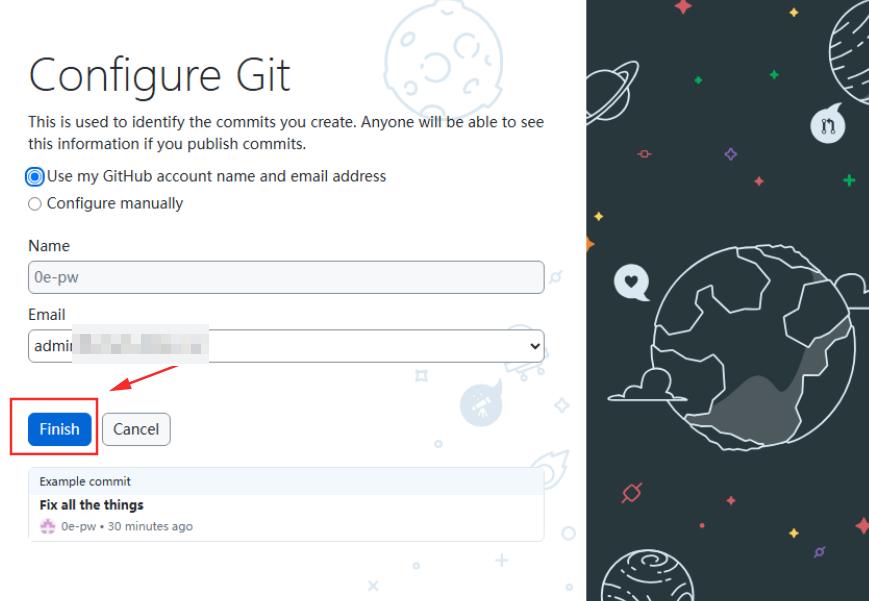 Configure Git
This is used to identify the commits you create. Anyone will be able to see
this information if you publish commits.
Use my GitHub account name and email address
Configure manually
Name
0e-pw
Email
Finish
Cancel
Example commit
Fix all the things
0e-pw • 30 minutes ago